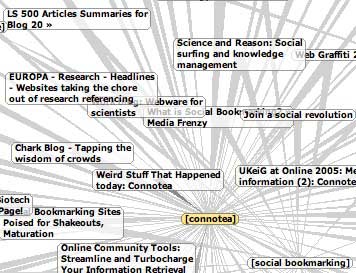 LS 500 Articles Summaries for
Blog 20 »
Science and Reason: Social
surfing and knowledge
management
Web Graffiti 2
EUROPA - Research - Headlines
- Websites taking the chore
out of research referencing
Webware for
scientists
What is Social
Media Frenzy
Join a social revolution
Chark Blog - Tapping the
wisdom of crowds
Weird Stuff That Happened
today: Connotea
UKeiG at Online 2005: Me
information (2): Connote
Biotech
Page!
Bookmarking Sites
Poised for Shakeouts,
Maturation
[connotea]
Online Community Tools:
Streamline and Turbocharge
Your Information Retrieval
[social bookmarking]